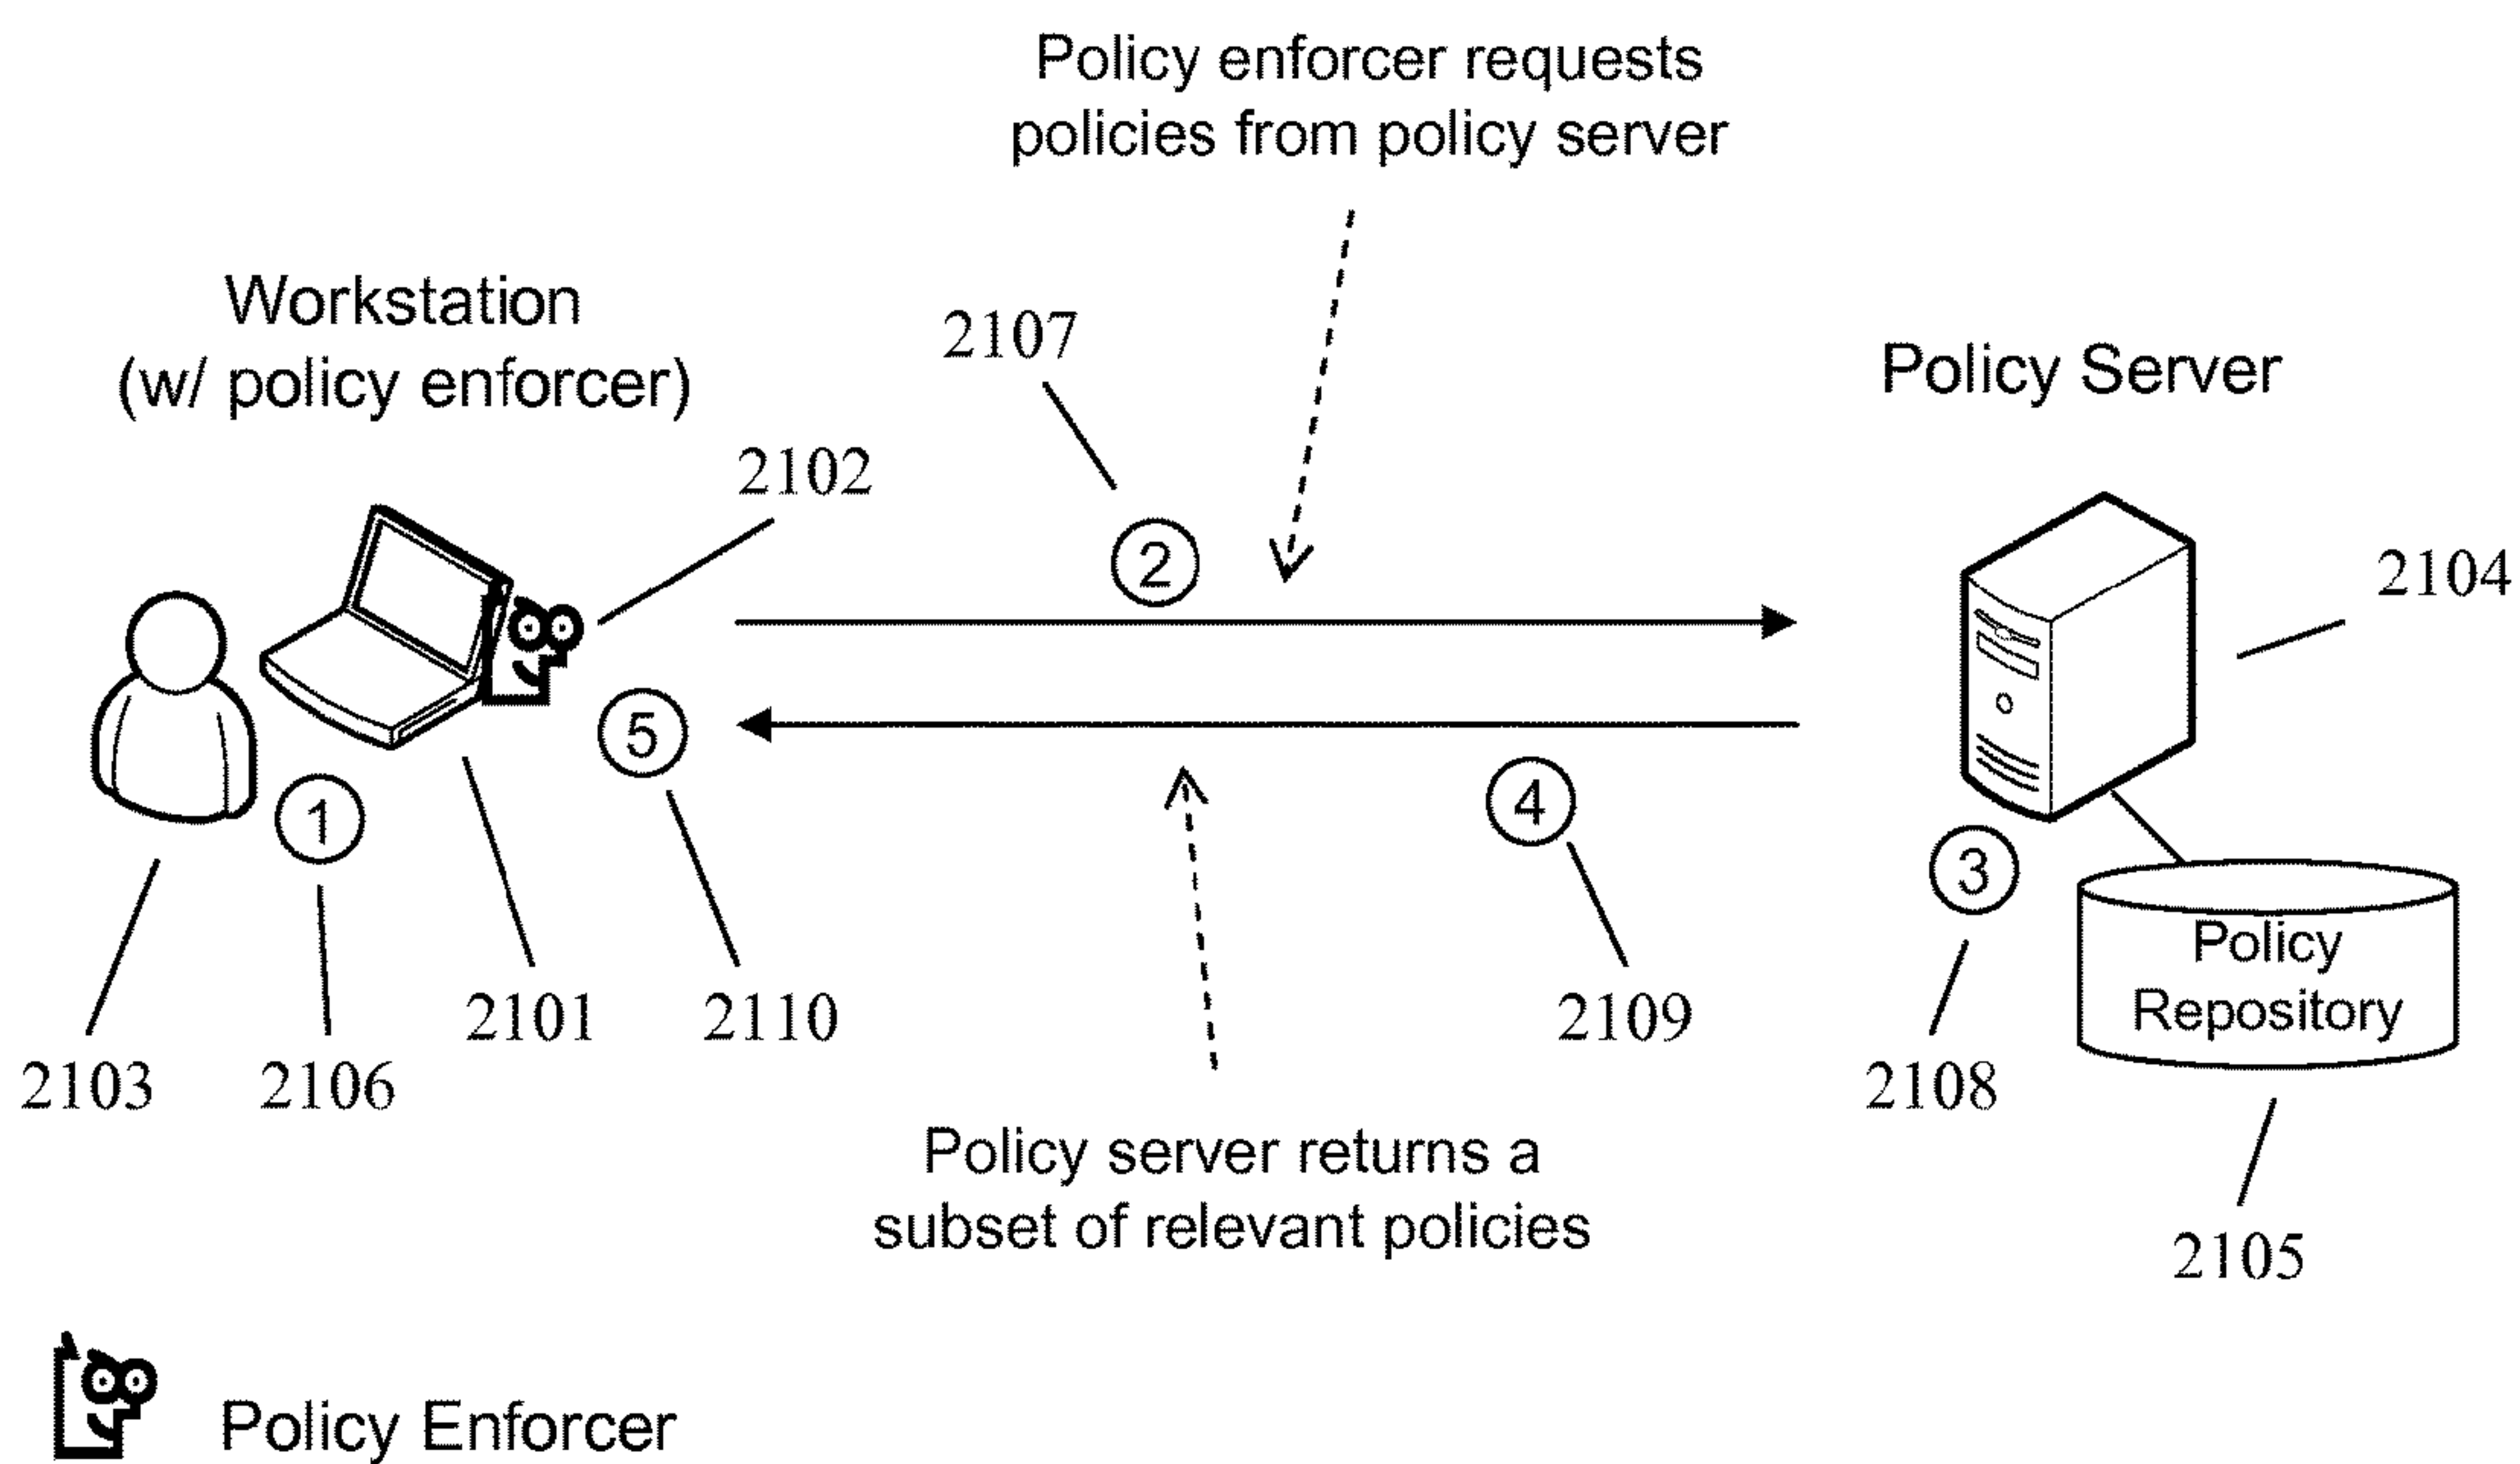 Policy enforcer requests
policies from policy server
Workstation
(w/ policy enforcer)
2107
Policy Server
2102
2
2104
5
4
1
3
Policy
Repository
2101
2110
2109
2103
2106
2108
Policy server returns a
subset of relevant policies
2105
Policy Enforcer